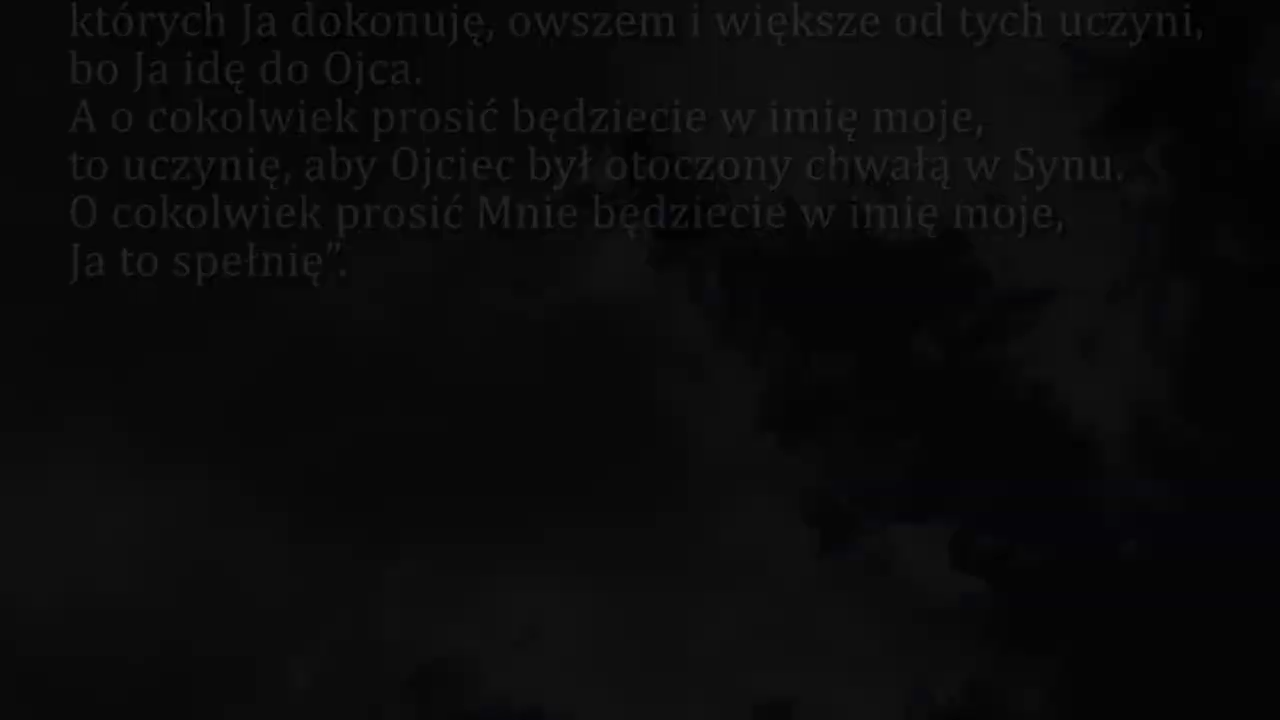 których Ja dokonuję, owszem i większe od tych uczyni,
bo Ja idę do Ojca.
A o cokolwiek prosić będziecie w imię moje,
to uczynię, aby Ojciec był otoczony chwałą w Synu.
O cokolwiek prosić Mnie będziecie w imię moje,
Ja to spełnię”.